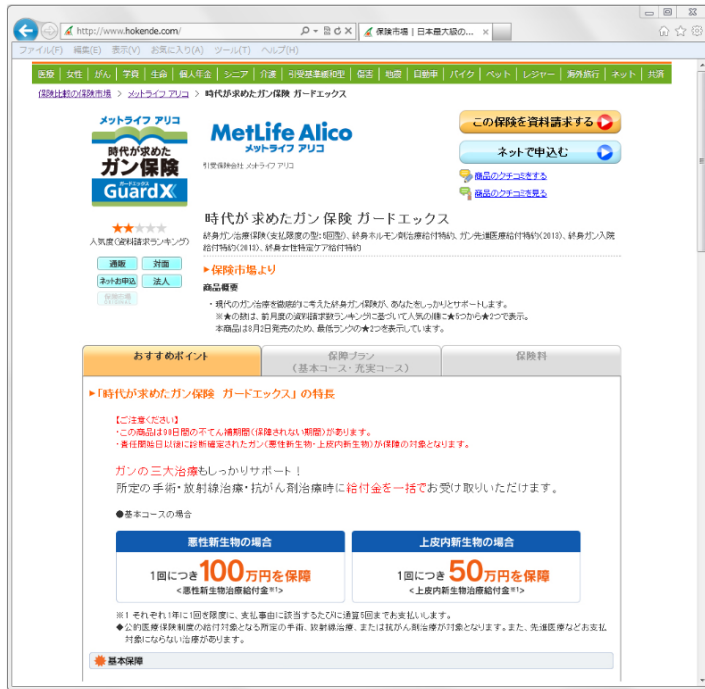 http://www.hokende.com/
保険市場 | 日本最大級の... ×
ファイル(F) 編集(E) 表示(V) お気に入り(A) ツール(T) ヘルプ(H)
医療 | 女性 | がん | 学資 | 生命 | 個人年金 | シニア | 介護 | 引受基準緩和型 | 傷害 | 地震 | 自動車 | バイク | ペット | レジャー | 海外旅行 | ネット | 共済
保険比較の保険市場 > メットライフ アリコ > 時代が求めたガン保険 ガードエックス
メットライフ アリコ
時代が求めた
ガン保険
ガードエックス
GuardX
MetLife Alico
メットライフ アリコ
引受保険会社 メットライフ アリコ
この保険を資料請求する
ネットで申込む
商品のクチコミをする
商品のクチコミを見る
★★★★★
人気度(資料請求ランキング)
通販 対面
ネットお申込 法人
時代が求めたガン保険 ガードエックス
終身ガン治療保険(支払限度の型:5回型)、終身ホルモン剤治療給付特約、ガン先進医療給付特約(2013)、終身ガン入院
給付特約(2013)、終身女性特定ケア給付特約
▶保険市場より
商品概要
・現代のガン治療を徹底的に考えた終身ガン保険が、あなたをしっかりとサポートします。
※★の数は、前月度の資料請求数ランキングに基づいて人気の順に★5つから★2つで表示。
本商品は8月2日発売のため、最低ランクの★2つを表示しています。
おすすめポイント
保障プラン
(基本コース・充実コース)
保険料
▶「時代が求めたガン保険 ガードエックス」の特長
【ご注意ください】
・この商品は90日間の不てん補期間(保障されない期間)があります。
・責任開始日以後に診断確定されたガン(悪性新生物・上皮内新生物)が保障の対象となります。
ガンの三大治療もしっかりサポート！
所定の手術・放射線治療・抗がん剤治療時に給付金を一括でお受け取りいただけます。
●基本コースの場合
悪性新生物の場合
1回につき100万円を保障
<悪性新生物治療給付金※1>
上皮内新生物の場合
1回につき50万円を保障
<上皮内新生物治療給付金※1>
※1 それぞれ1年に1回を限度に、支払事由に該当するたびに通算5回までお支払いします。
◆公的医療保険制度の給付対象となる所定の手術、放射線治療、または抗がん剤治療が対象となります。また、先進医療などお支払
対象にならない治療があります。
基本保障